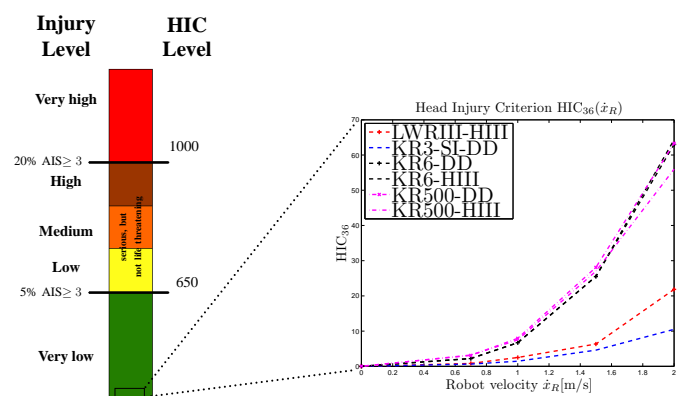 Injury
Level
HIC
Level
Very high
1000
20% AIS≥ 3
High
Medium
serious, but
not life threatening
Low
650
5% AIS≥ 3
Very low
Head Injury Criterion HIC₃₆(ẋ_R)
70
60
50
40
30
20
10
0
HIC₃₆
LWRIII-HIII
KR3-SI-DD
KR6-DD
KR6-HIII
KR500-DD
KR500-HIII
0 0.2 0.4 0.6 0.8 1 1.2 1.4 1.6 1.8 2
Robot velocity ẋ_R[m/s]